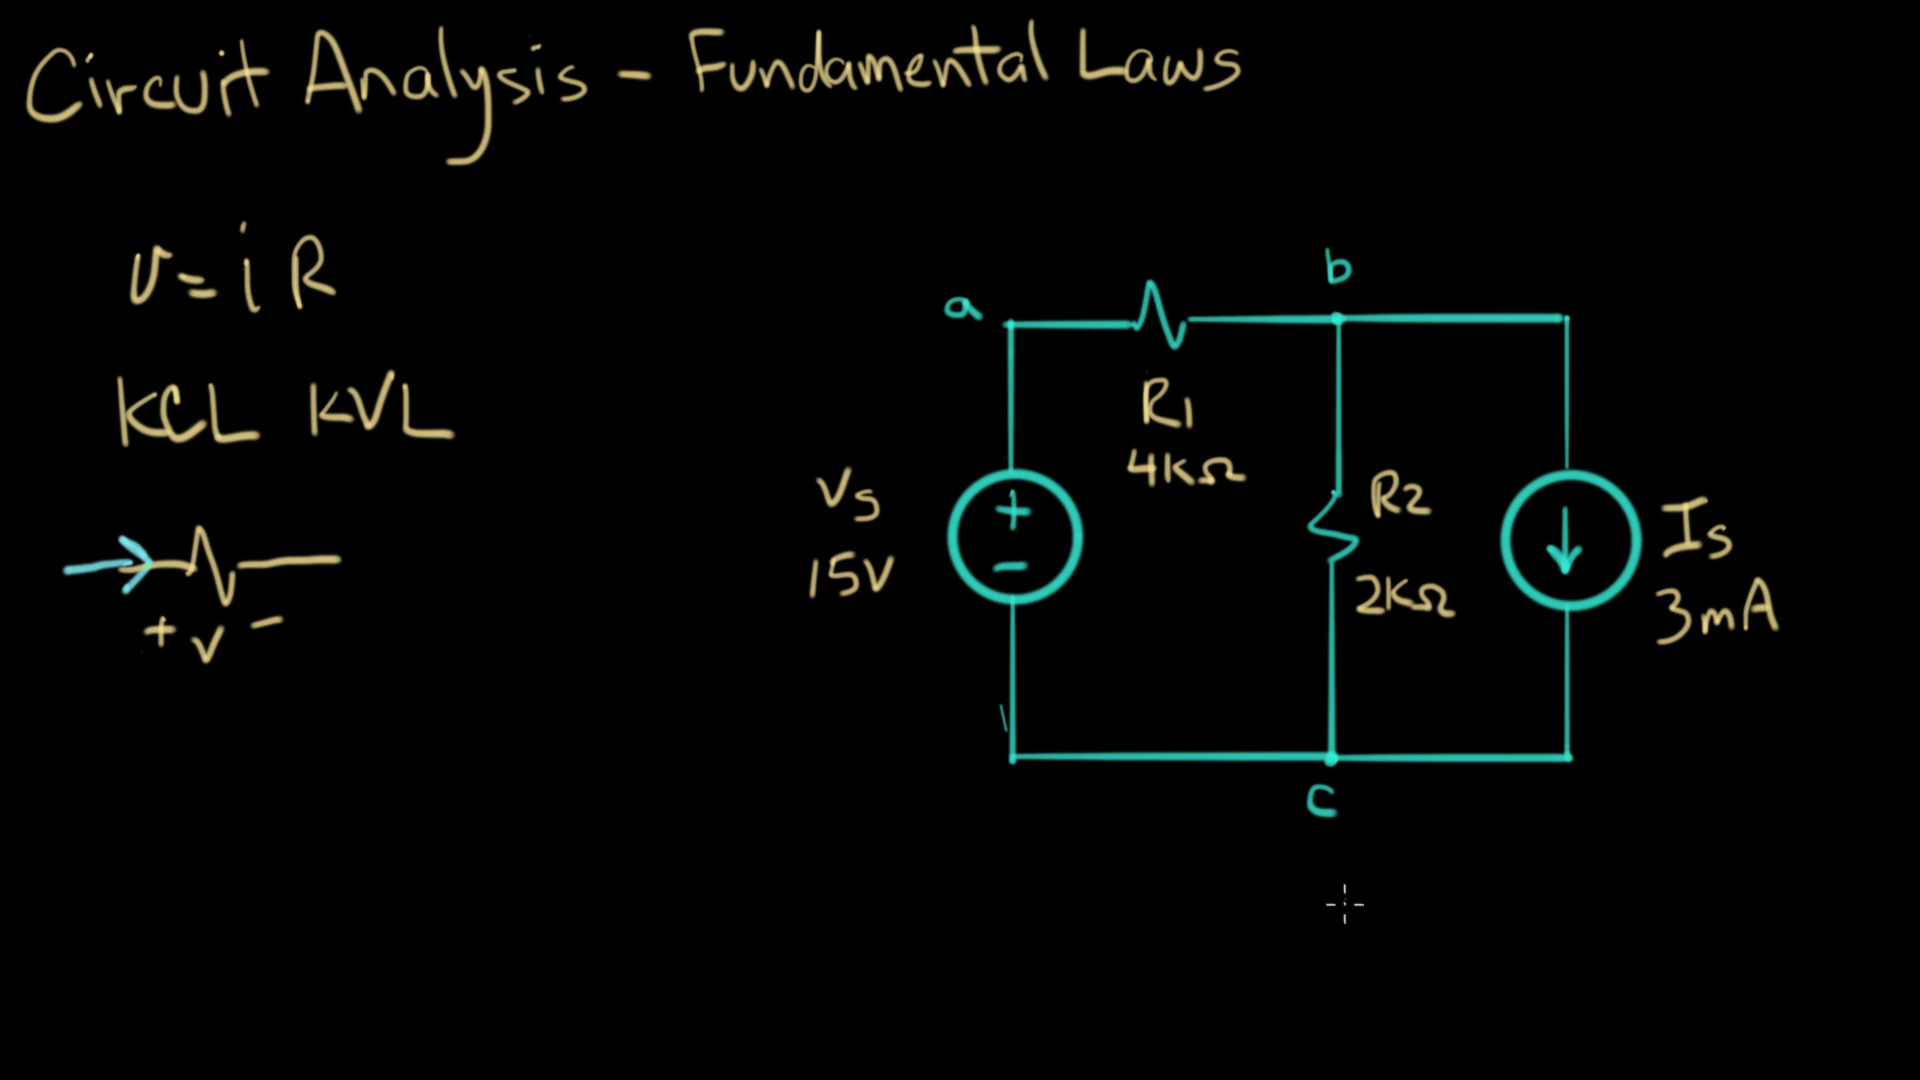 Circuit Analysis - Fundamental Laws
v = i R
KCL KVL
+ v -
a
b
R1
4kΩ
Vs
15V
+
-
R2
2kΩ
Is
3mA
c